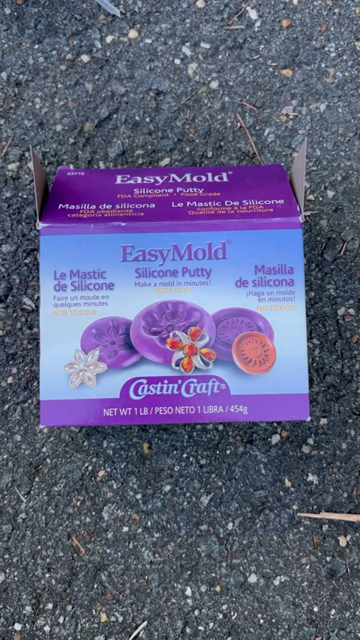 33710
EasyMold®
Silicone Putty
FDA Compliant • Food Grade
Masilla de silicona
FDA obediente
categoría alimenticia
Le Mastic De Silicone
conforme a la FDA
Qualité de la nourriture
EasyMold®
Le Mastic
de Silicone
Faire un moule en
quelques minutes
NON TOXIQUE
Silicone Putty
Make a mold in minutes!
NON-TOXIC
Masilla
de silicona
¡Haga un molde
en minutos!
NO TOXICO
Castin'Craft®
NET WT 1 LB / PESO NETO 1 LIBRA / 454g